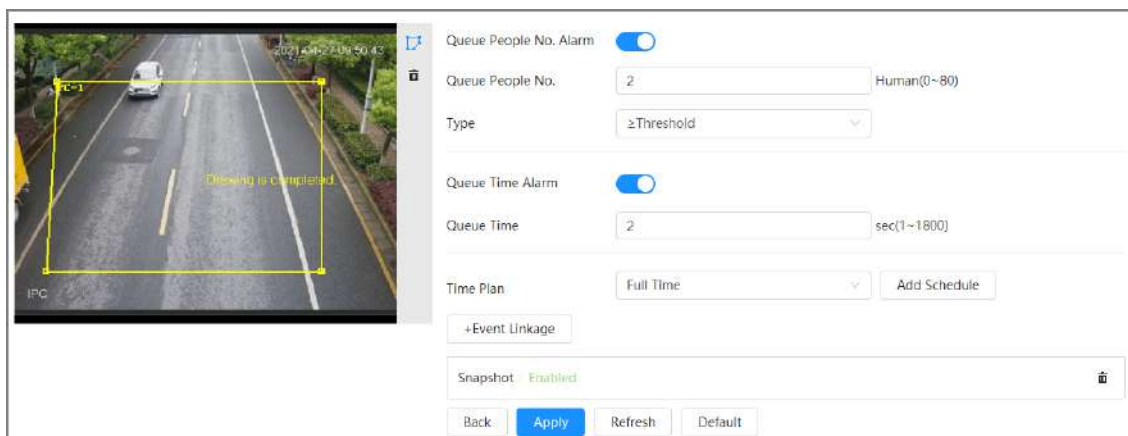 2021-04-27 09:50:43
PC-1
Drawing is completed.
IPC
Queue People No. Alarm
Queue People No.
2
Human(0~80)
Type
≥Threshold
Queue Time Alarm
Queue Time
2
sec(1~1800)
Time Plan
Full Time
Add Schedule
+Event Linkage
Snapshot Enabled
Back
Apply
Refresh
Default